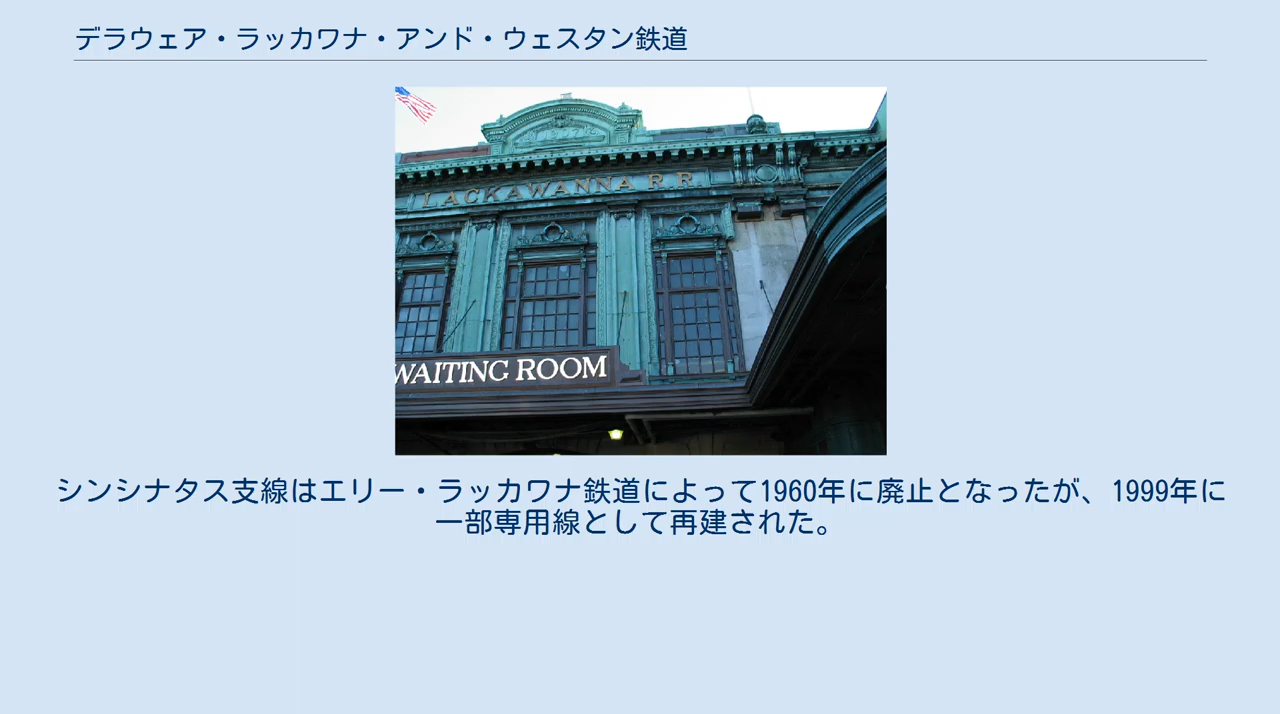 デラウェア・ラッカワナ・アンド・ウェスタン鉄道
LACKAWANNA R.R.
WAITING ROOM
シンシナタス支線はエリー・ラッカワナ鉄道によって1960年に廃止となったが、1999年に
一部専用線として再建された。